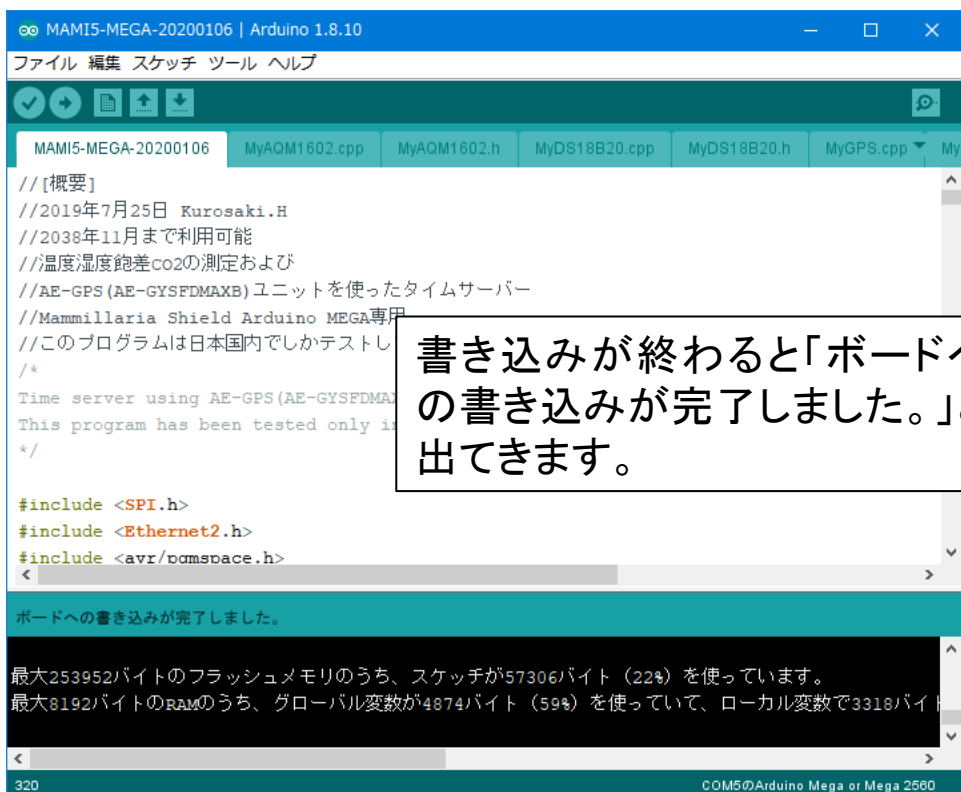 MAMI5-MEGA-20200106 | Arduino 1.8.10
ファイル 編集 スケッチ ツール ヘルプ
MAMI5-MEGA-20200106 MyAQM1602.cpp MyAQM1602.h MyDS18B20.cpp MyDS18B20.h MyGPS.cpp My
//[概要]
//2019年7月25日 Kurosaki.H
//2038年11月まで利用可能
//温度湿度飽差CO2の測定および
//AE-GPS(AE-GYSFDMAXB)ユニットを使ったタイムサーバー
//Mammillaria Shield Arduino MEGA専用
//このプログラムは日本国内でしかテストし
/*
Time server using AE-GPS(AE-GYSFDMA
This program has been tested only i
*/
書き込みが終わると「ボードへ
の書き込みが完了しました。」
出てきます。
#include <SPI.h>
#include <Ethernet2.h>
#include <avr/pgmspace.h>
ボードへの書き込みが完了しました。
最大253952バイトのフラッシュメモリのうち、スケッチが57306バイト（22%）を使っています。
最大8192バイトのRAMのうち、グローバル変数が4874バイト（59%）を使っていて、ローカル変数で3318バイト
320 COM5のArduino Mega or Mega 2560